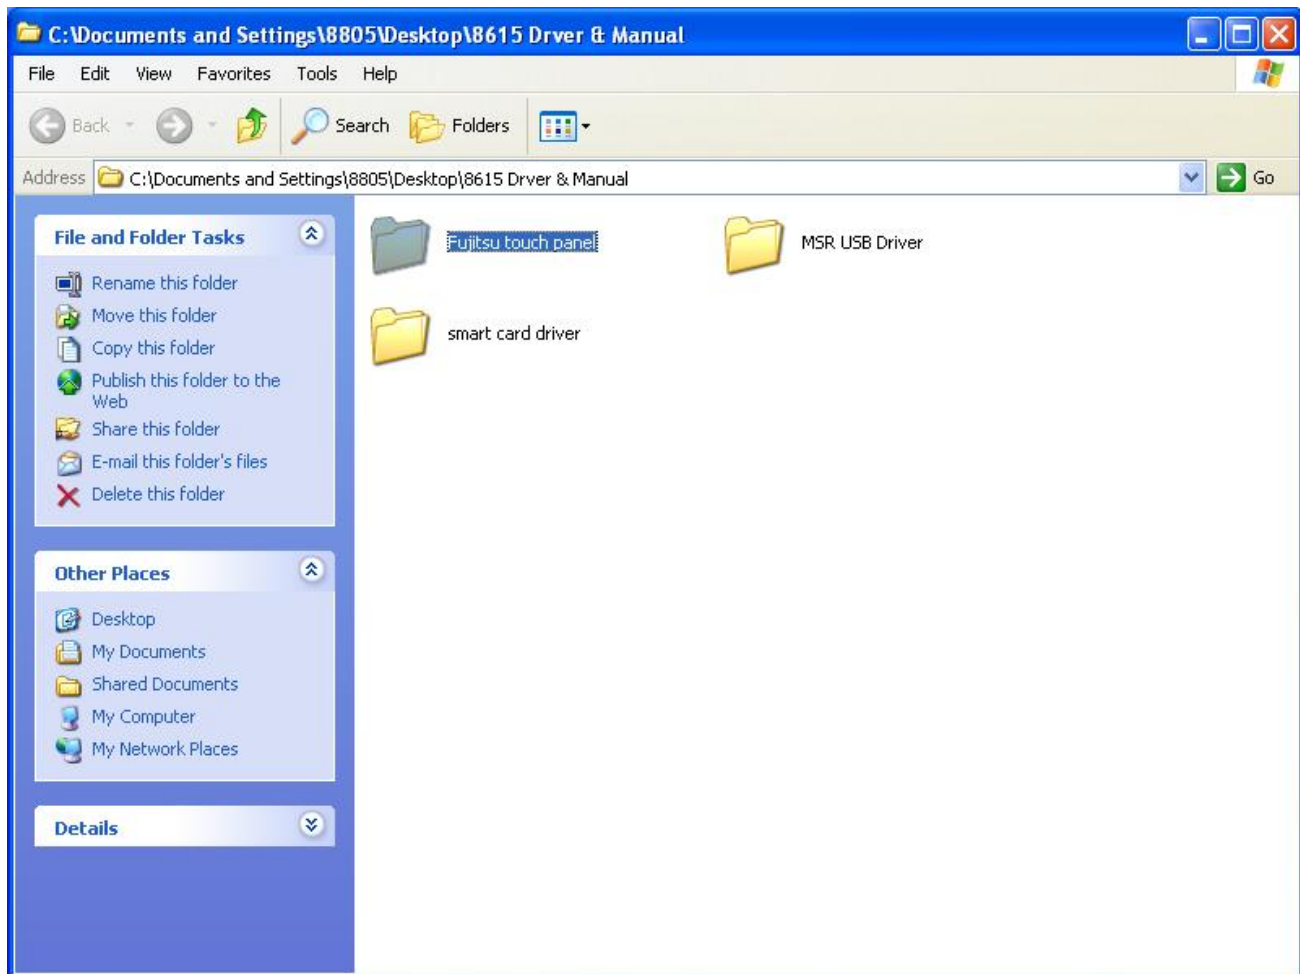 C:\Documents and Settings\8805\Desktop\8615 Drver & Manual
File Edit View Favorites Tools Help
Back Search Folders
Address C:\Documents and Settings\8805\Desktop\8615 Drver & Manual Go
File and Folder Tasks
Rename this folder
Move this folder
Copy this folder
Publish this folder to the
Web
Share this folder
E-mail this folder's files
Delete this folder
Other Places
Desktop
My Documents
Shared Documents
My Computer
My Network Places
Details
Fujitsu touch panel
MSR USB Driver
smart card driver